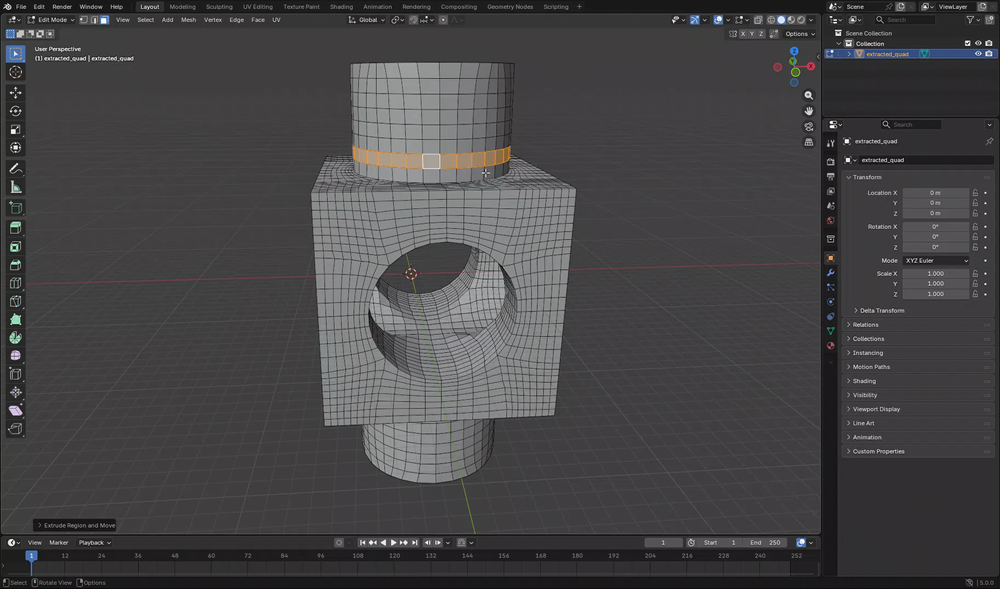 File Edit Render Window Help Layout Modeling Sculpting UV Editing Texture Paint Shading Animation Rendering Compositing Geometry Nodes Scripting +
Scene ViewLayer
Edit Mode View Select Add Mesh Vertex Edge Face UV Global
X Y Z Options
User Perspective
(1) extracted_quad | extracted_quad
Z
Y
X
Extrude Region and Move
Search
Scene Collection
Collection
extracted_quad
Search
extracted_quad
extracted_quad
Transform
Location X 0 m
Y 0 m
Z 0 m
Rotation X 0°
Y 0°
Z 0°
Mode XYZ Euler
Scale X 1.000
Y 1.000
Z 1.000
Delta Transform
Relations
Collections
Instancing
Motion Paths
Shading
Visibility
Viewport Display
Line Art
Animation
Custom Properties
View Marker Playback 1 Start 1 End 250
1 12 24 36 48 60 72 84 96 108 120 132 144 156 168 180 192 204 216 228 240 252
Select Rotate View Options 5.0.0